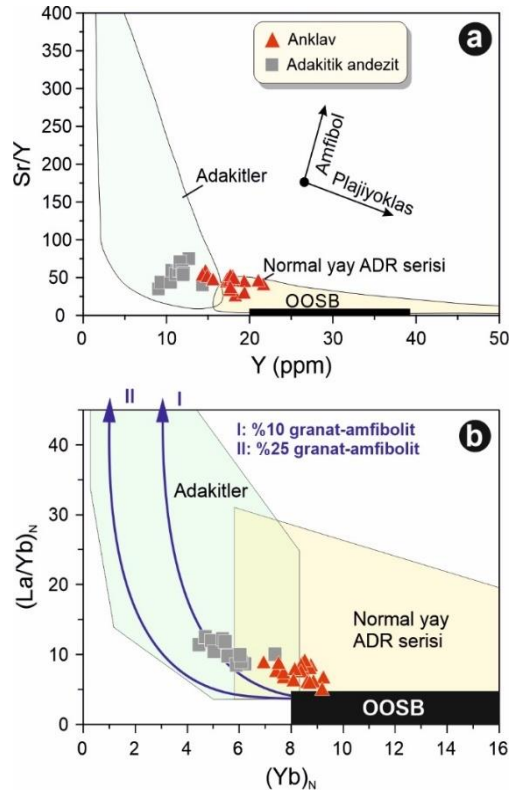 a
Anklav
Adakitik andezit
400
350
300
250
200
150
100
50
0
Sr/Y
Adakitler
Amfibol
Plajiyoklas
Normal yay ADR serisi
OOSB
0 10 20 30 40 50
Y (ppm)
II I
b
I: %10 granat-amfibolit
II: %25 granat-amfibolit
40
30
20
10
0
(La/Yb)N
Adakitler
Normal yay
ADR serisi
OOSB
0 2 4 6 8 10 12 14 16
(Yb)N